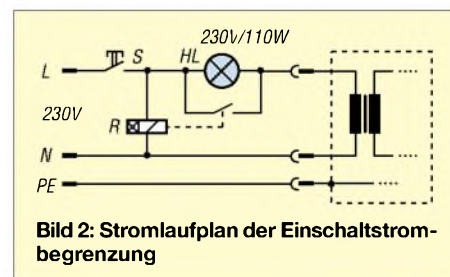 230V/110W
S HL
L
230V
R
N
PE
Bild 2: Stromlaufplan der Einschaltstrom-
begrenzung